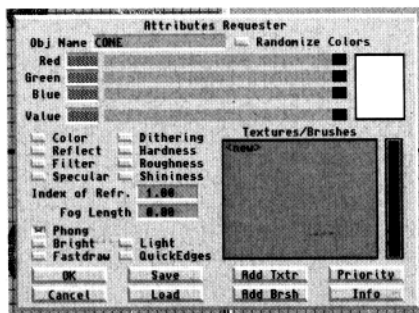 Attributes Requester
Obj Name CONE Randomize Colors
Red
Green
Blue
Value
Color Dithering Textures/Brushes
Reflect Hardness <new>
Filter Roughness
Specular Shininess
Index of Refr. 1.00
Fog Length 0.00
Phong
Bright Light
Fastdraw QuickEdges
OK Save Add Txtr Priority
Cancel Load Add Brsh Info